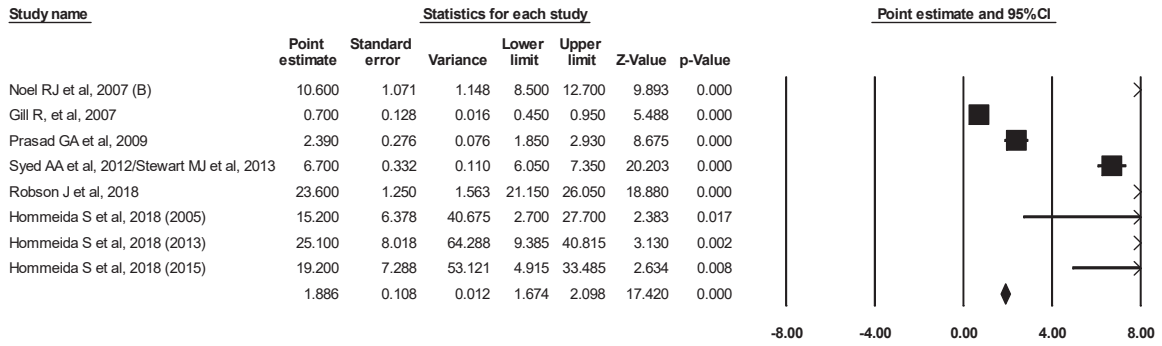 Study name Statistics for each study Point estimate and 95%CI
Point estimate Standard error Variance Lower limit Upper limit Z-Value p-Value
Noel RJ et al, 2007 (B) 10.600 1.071 1.148 8.500 12.700 9.893 0.000
Gill R, et al, 2007 0.700 0.128 0.016 0.450 0.950 5.488 0.000
Prasad GA et al, 2009 2.390 0.276 0.076 1.850 2.930 8.675 0.000
Syed AA et al, 2012/Stewart MJ et al, 2013 6.700 0.332 0.110 6.050 7.350 20.203 0.000
Robson J et al, 2018 23.600 1.250 1.563 21.150 26.050 18.880 0.000
Hommeida S et al, 2018 (2005) 15.200 6.378 40.675 2.700 27.700 2.383 0.017
Hommeida S et al, 2018 (2013) 25.100 8.018 64.288 9.385 40.815 3.130 0.002
Hommeida S et al, 2018 (2015) 19.200 7.288 53.121 4.915 33.485 2.634 0.008
1.886 0.108 0.012 1.674 2.098 17.420 0.000
-8.00 -4.00 0.00 4.00 8.00